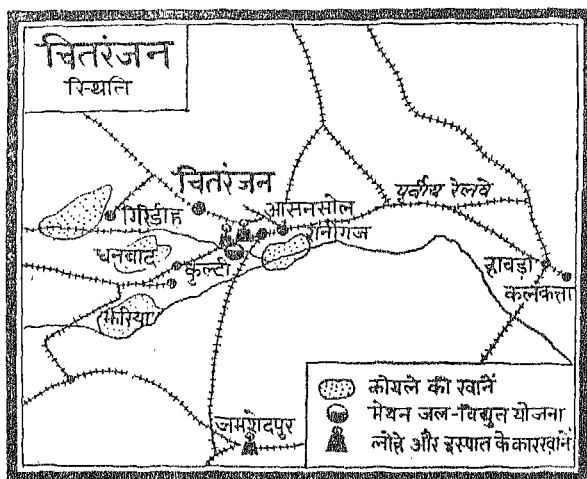 चितरंजन
स्थिति
चितरंजन
गिरिडीह
आसनसोल
पूर्वीय रेलवे
रानीगंज
धनबाद
कुल्टी
हावड़ा
कलकत्ता
झरिया
जमशेदपुर
कोयले की खानें
मेथन जल-विद्युत योजना
लोहे और इस्पात के कारखानें